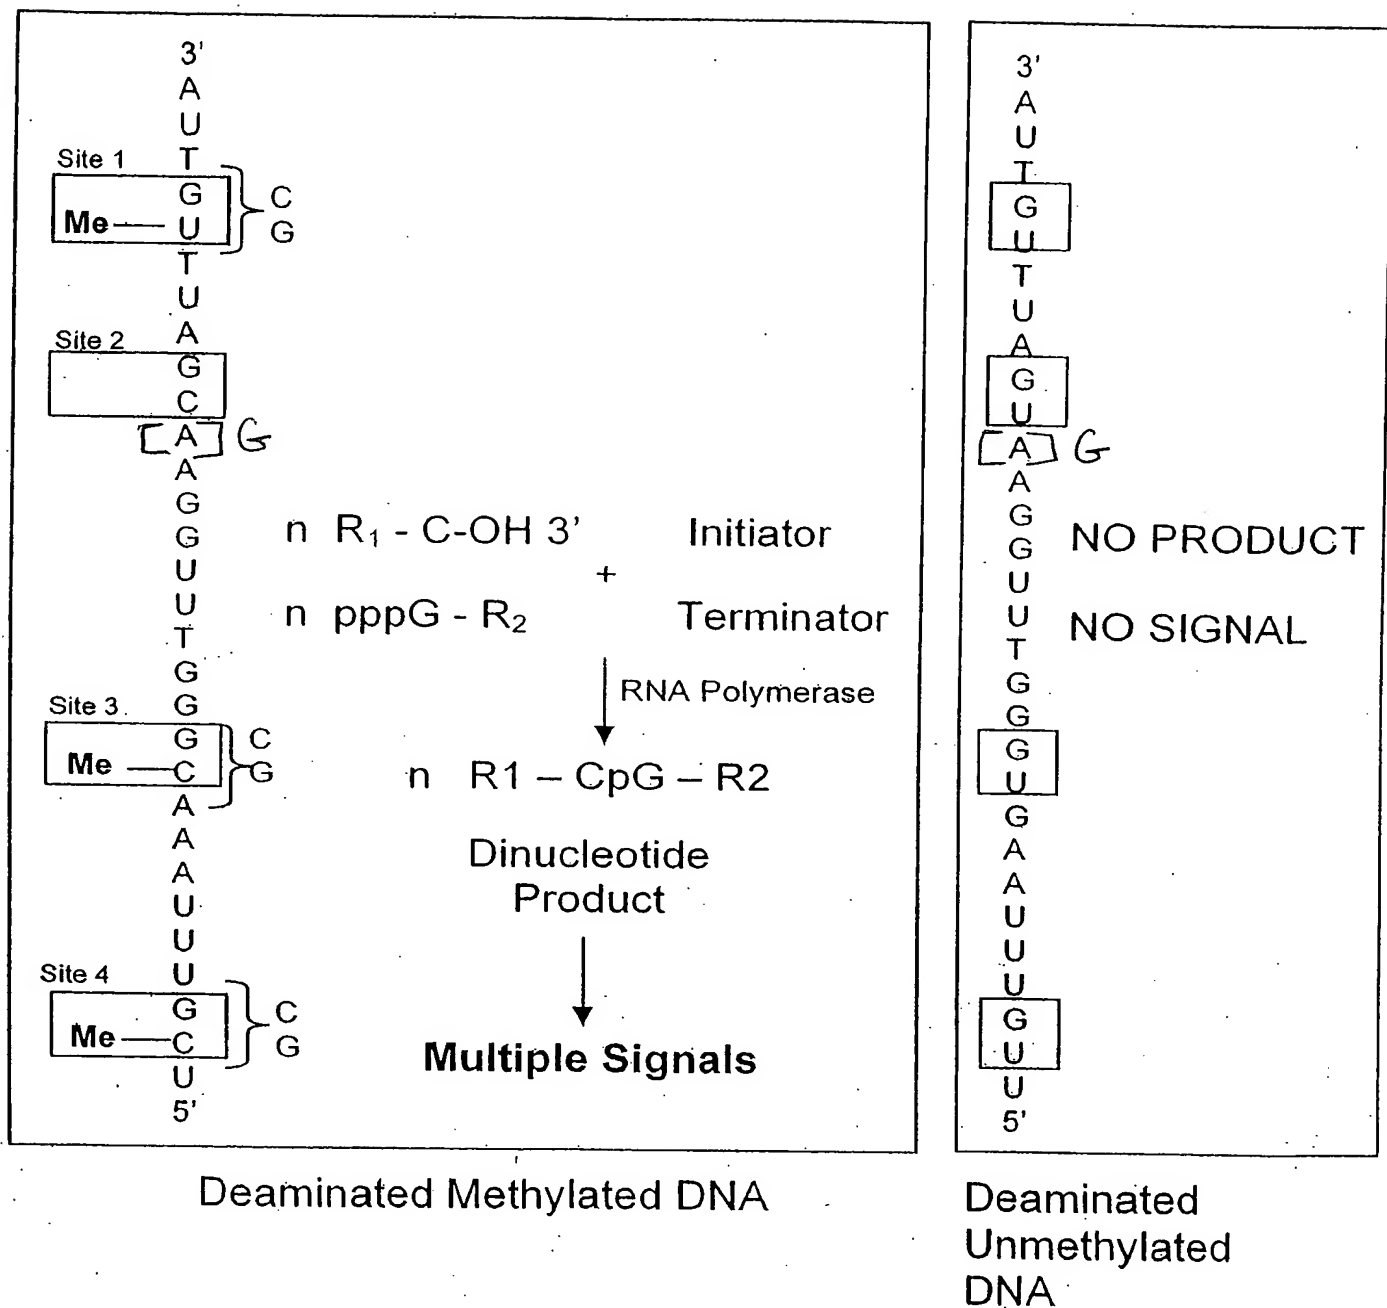 3'
A
U
T
Site 1
G
Me — U
C
G
T
U
A
Site 2
G
C
[A] G
A
G
G
U
U
T
G
G
Site 3
G
Me — C
C
G
A
A
A
U
U
U
Site 4
G
Me — C
C
G
U
5'
n R₁ - C-OH 3' Initiator
+
n pppG - R₂ Terminator
RNA Polymerase
n R1 – CpG – R2
Dinucleotide
Product
Multiple Signals
Deaminated Methylated DNA
3'
A
U
T
G
U
T
U
A
G
U
[A] G
A
G
G
U
U
T
G
G
G
U
G
A
A
U
U
U
G
U
U
5'
NO PRODUCT
NO SIGNAL
Deaminated
Unmethylated
DNA